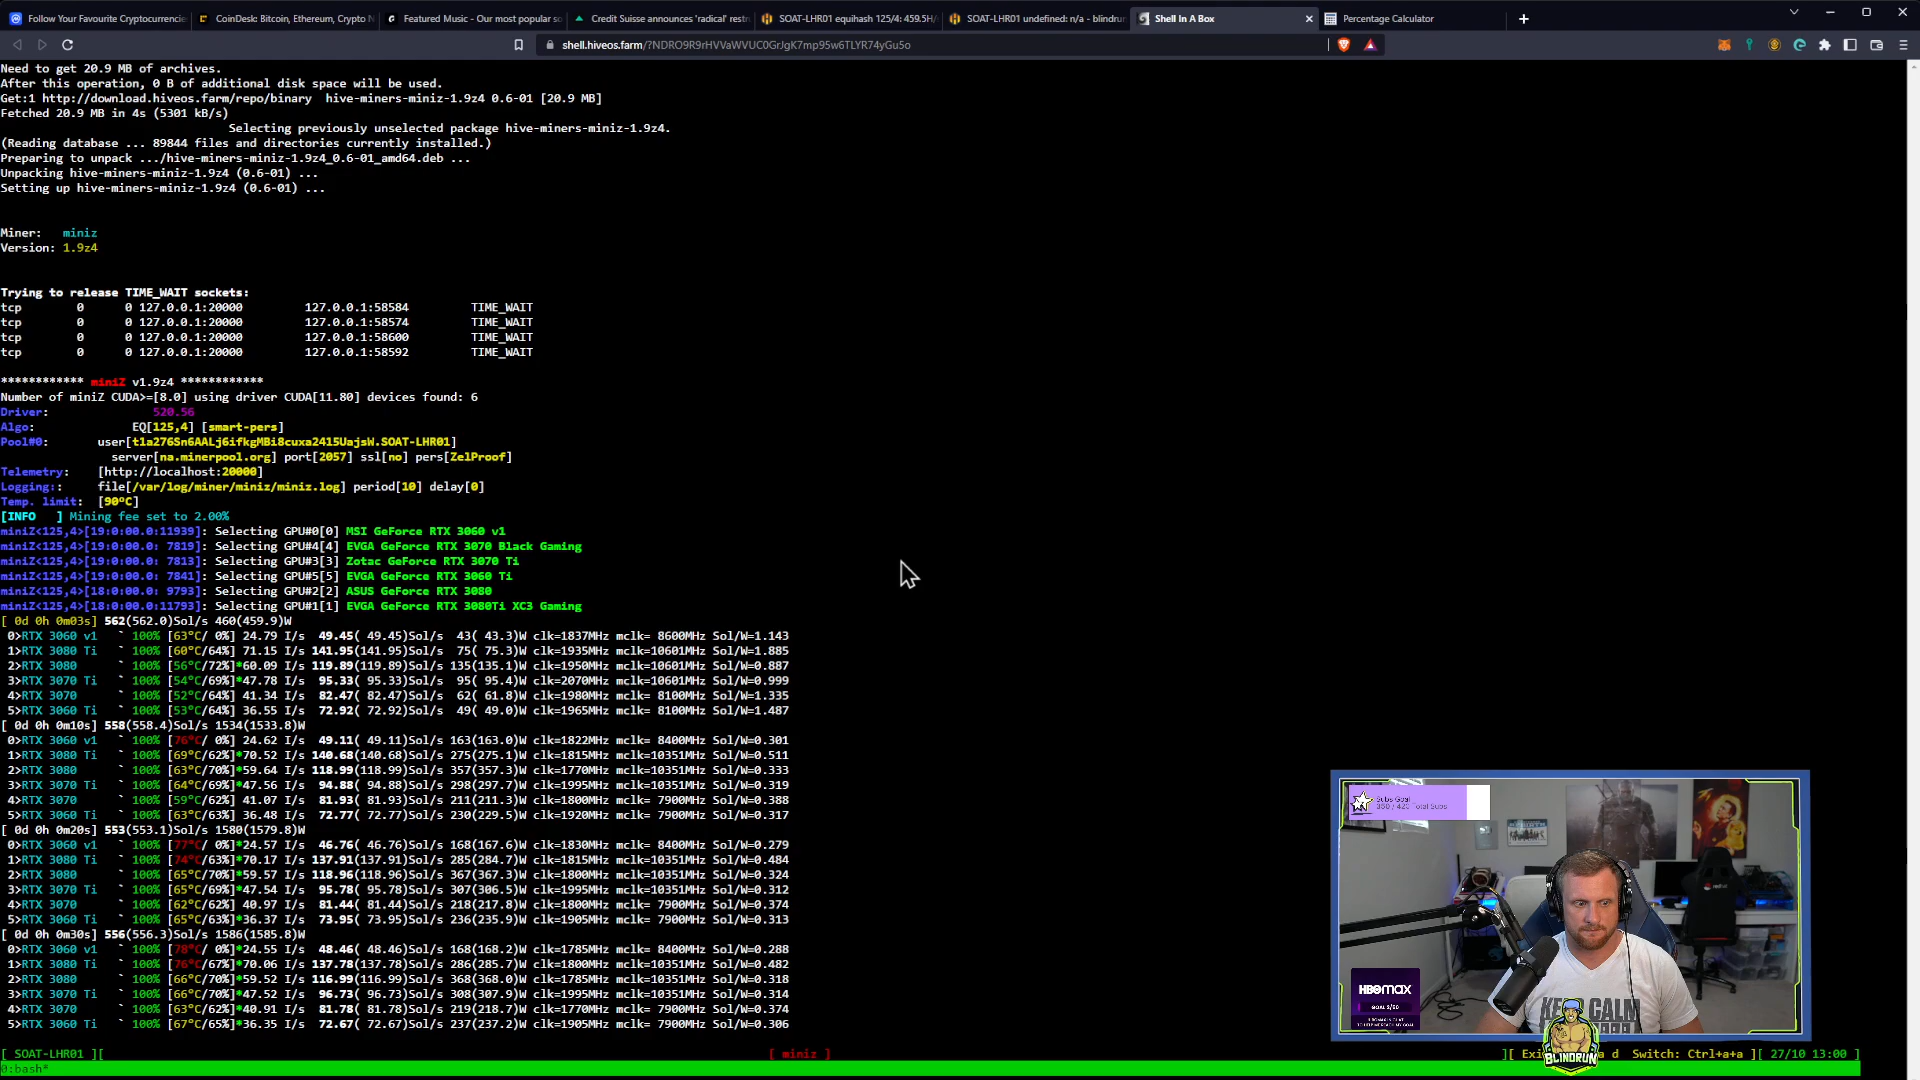 Follow Your Favourite Cryptocurrencie
CoinDesk: Bitcoin, Ethereum, Crypto N
Featured Music - Our most popular so
Credit Suisse announces 'radical' restr
SOAT-LHR01 equihash 125/4: 459.5H/
SOAT-LHR01 undefined: n/a - blindrun
Shell In A Box
Percentage Calculator
shell.hiveos.farm/?NDRO9R9rHVVaWVUC0GrJgK7mp95w6TLYR74yGu5o
Need to get 20.9 MB of archives.
After this operation, 0 B of additional disk space will be used.
Get:1 http://download.hiveos.farm/repo/binary  hive-miners-miniz-1.9z4 0.6-01 [20.9 MB]
Fetched 20.9 MB in 4s (5301 kB/s)
Selecting previously unselected package hive-miners-miniz-1.9z4.
(Reading database ... 89844 files and directories currently installed.)
Preparing to unpack .../hive-miners-miniz-1.9z4_0.6-01_amd64.deb ...
Unpacking hive-miners-miniz-1.9z4 (0.6-01) ...
Setting up hive-miners-miniz-1.9z4 (0.6-01) ...
Miner:   miniz
Version: 1.9z4
Trying to release TIME_WAIT sockets:
tcp 0 0 127.0.0.1:20000 127.0.0.1:58584 TIME_WAIT
tcp 0 0 127.0.0.1:20000 127.0.0.1:58574 TIME_WAIT
tcp 0 0 127.0.0.1:20000 127.0.0.1:58600 TIME_WAIT
tcp 0 0 127.0.0.1:20000 127.0.0.1:58592 TIME_WAIT
************ miniZ v1.9z4 ************
Number of miniZ CUDA>=[8.0] using driver CUDA[11.80] devices found: 6
Driver: 520.56
Algo: EQ[125,4] [smart-pers]
Pool#0: user[t1a276Sn6AALj6ifkgMBi8cuxa2415UajsW.SOAT-LHR01]
server[na.minerpool.org] port[2057] ssl[no] pers[ZelProof]
Telemetry: [http://localhost:20000]
Logging:: file[/var/log/miner/miniz/miniz.log] period[10] delay[0]
Temp. limit: [90ºC]
[INFO   ] Mining fee set to 2.00%
miniZ<125,4>[19:0:00.0:11939]: Selecting GPU#0[0] MSI GeForce RTX 3060 v1
miniZ<125,4>[19:0:00.0: 7819]: Selecting GPU#4[4] EVGA GeForce RTX 3070 Black Gaming
miniZ<125,4>[19:0:00.0: 7813]: Selecting GPU#3[3] Zotac GeForce RTX 3070 Ti
miniZ<125,4>[19:0:00.0: 7841]: Selecting GPU#5[5] EVGA GeForce RTX 3060 Ti
miniZ<125,4>[18:0:00.0: 9793]: Selecting GPU#2[2] ASUS GeForce RTX 3080
miniZ<125,4>[18:0:00.0:11793]: Selecting GPU#1[1] EVGA GeForce RTX 3080Ti XC3 Gaming
[ 0d 0h 0m03s] 562(562.0)Sol/s 460(459.9)W
0>RTX 3060 v1 ` 100% [63°C/ 0%] 24.79 I/s 49.45( 49.45)Sol/s 43( 43.3)W clk=1837MHz mclk= 8600MHz Sol/W=1.143
1>RTX 3080 Ti ` 100% [60°C/64%] 71.15 I/s 141.95(141.95)Sol/s 75( 75.3)W clk=1935MHz mclk=10601MHz Sol/W=1.885
2>RTX 3080 ` 100% [56°C/72%]*60.09 I/s 119.89(119.89)Sol/s 135(135.1)W clk=1950MHz mclk=10601MHz Sol/W=0.887
3>RTX 3070 Ti ` 100% [54°C/69%]*47.78 I/s 95.33( 95.33)Sol/s 95( 95.4)W clk=2070MHz mclk=10601MHz Sol/W=0.999
4>RTX 3070 ` 100% [52°C/64%] 41.34 I/s 82.47( 82.47)Sol/s 62( 61.8)W clk=1980MHz mclk= 8100MHz Sol/W=1.335
5>RTX 3060 Ti ` 100% [53°C/64%] 36.55 I/s 72.92( 72.92)Sol/s 49( 49.0)W clk=1965MHz mclk= 8100MHz Sol/W=1.487
[ 0d 0h 0m10s] 558(558.4)Sol/s 1534(1533.8)W
0>RTX 3060 v1 ` 100% [76°C/ 0%] 24.62 I/s 49.11( 49.11)Sol/s 163(163.0)W clk=1822MHz mclk= 8400MHz Sol/W=0.301
1>RTX 3080 Ti ` 100% [69°C/62%]*70.52 I/s 140.68(140.68)Sol/s 275(275.1)W clk=1815MHz mclk=10351MHz Sol/W=0.511
2>RTX 3080 ` 100% [63°C/70%]*59.64 I/s 118.99(118.99)Sol/s 357(357.3)W clk=1770MHz mclk=10351MHz Sol/W=0.333
3>RTX 3070 Ti ` 100% [64°C/69%]*47.56 I/s 94.88( 94.88)Sol/s 298(297.7)W clk=1995MHz mclk=10351MHz Sol/W=0.319
4>RTX 3070 ` 100% [59°C/62%] 41.07 I/s 81.93( 81.93)Sol/s 211(211.3)W clk=1800MHz mclk= 7900MHz Sol/W=0.388
5>RTX 3060 Ti ` 100% [63°C/63%] 36.48 I/s 72.77( 72.77)Sol/s 230(229.5)W clk=1920MHz mclk= 7900MHz Sol/W=0.317
[ 0d 0h 0m20s] 553(553.1)Sol/s 1580(1579.8)W
0>RTX 3060 v1 ` 100% [77°C/ 0%]*24.57 I/s 46.76( 46.76)Sol/s 168(167.6)W clk=1830MHz mclk= 8400MHz Sol/W=0.279
1>RTX 3080 Ti ` 100% [74°C/63%]*70.17 I/s 137.91(137.91)Sol/s 285(284.7)W clk=1815MHz mclk=10351MHz Sol/W=0.484
2>RTX 3080 ` 100% [65°C/70%]*59.57 I/s 118.96(118.96)Sol/s 367(367.3)W clk=1800MHz mclk=10351MHz Sol/W=0.324
3>RTX 3070 Ti ` 100% [65°C/69%]*47.54 I/s 95.78( 95.78)Sol/s 307(306.5)W clk=1995MHz mclk=10351MHz Sol/W=0.312
4>RTX 3070 ` 100% [62°C/62%] 40.97 I/s 81.44( 81.44)Sol/s 218(217.8)W clk=1800MHz mclk= 7900MHz Sol/W=0.374
5>RTX 3060 Ti ` 100% [65°C/63%]*36.37 I/s 73.95( 73.95)Sol/s 236(235.9)W clk=1905MHz mclk= 7900MHz Sol/W=0.313
[ 0d 0h 0m30s] 556(556.3)Sol/s 1586(1585.8)W
0>RTX 3060 v1 ` 100% [78°C/ 0%]*24.55 I/s 48.46( 48.46)Sol/s 168(168.2)W clk=1785MHz mclk= 8400MHz Sol/W=0.288
1>RTX 3080 Ti ` 100% [76°C/67%]*70.06 I/s 137.78(137.78)Sol/s 286(285.7)W clk=1800MHz mclk=10351MHz Sol/W=0.482
2>RTX 3080 ` 100% [66°C/70%]*59.52 I/s 116.99(116.99)Sol/s 368(368.0)W clk=1785MHz mclk=10351MHz Sol/W=0.318
3>RTX 3070 Ti ` 100% [66°C/70%]*47.52 I/s 96.73( 96.73)Sol/s 308(307.9)W clk=1995MHz mclk=10351MHz Sol/W=0.314
4>RTX 3070 ` 100% [63°C/62%]*40.91 I/s 81.78( 81.78)Sol/s 219(218.7)W clk=1770MHz mclk= 7900MHz Sol/W=0.374
5>RTX 3060 Ti ` 100% [67°C/65%]*36.35 I/s 72.67( 72.67)Sol/s 237(237.2)W clk=1905MHz mclk= 7900MHz Sol/W=0.306
Subs Goal
350 / 420 Total Subs
HBOMAX
GOAL 3/50
KEEP CALM
BLINDRUN
[ SOAT-LHR01 ][
[ miniz ]
][ Exi
a d  Switch: Ctrl+a+a ][ 27/10 13:00 ]
0:bash*